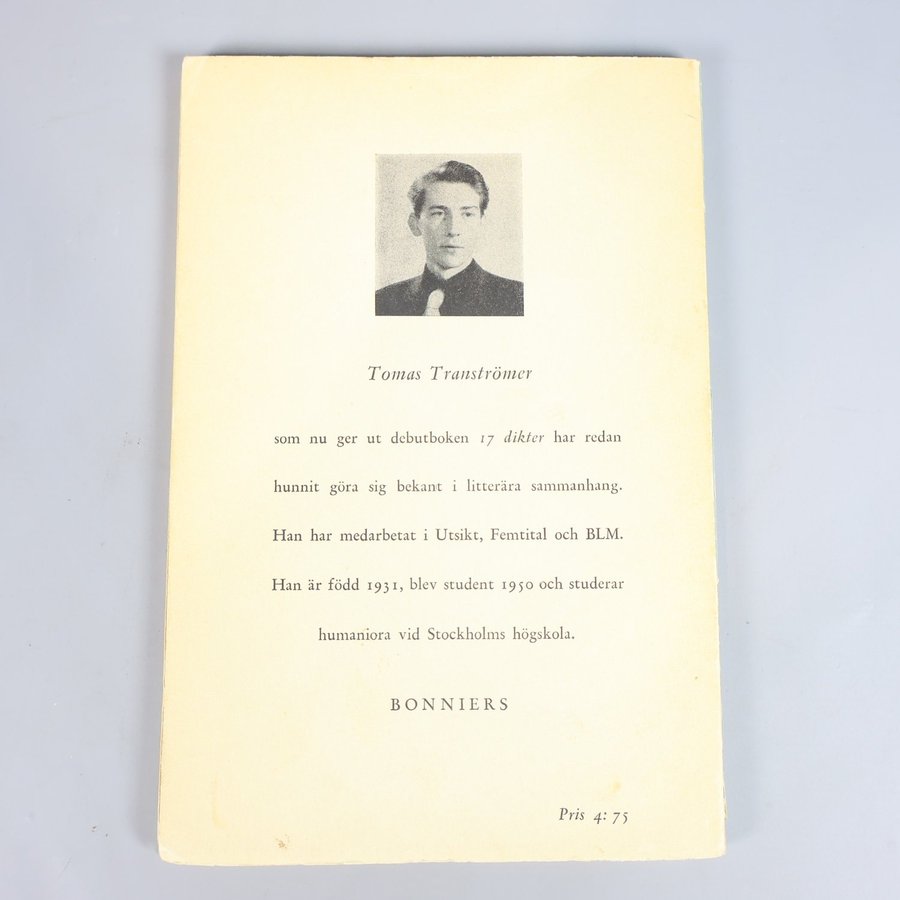 Tomas Tranströmer
som nu ger ut debutboken 17 dikter har redan
hunnit göra sig bekant i litterära sammanhang.
Han har medarbetat i Utsikt, Femtital och BLM.
Han är född 1931, blev student 1950 och studerar
humaniora vid Stockholms högskola.
BONNIERS
Pris 4: 75